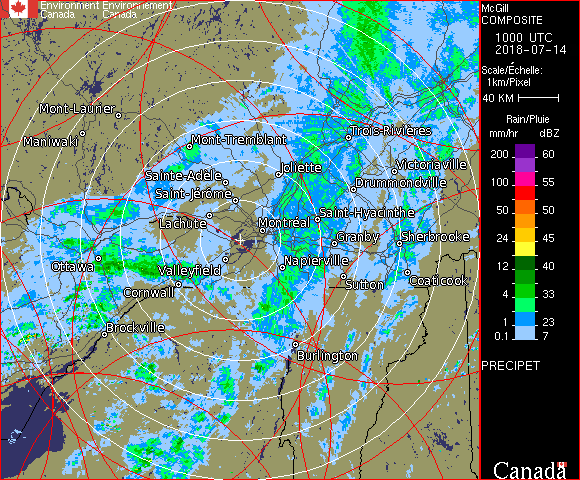 Environment Environnement
Canada Canada
McGill
COMPOSITE
1000 UTC
2018-07-14
Scale/Échelle:
1km/Pixel
40 KM
Rain/Pluie
mm/hr dBZ
200 60
100 55
50 50
24 45
12 40
4 33
1 23
0.1 7
PRECIPET
Canada
Mont-Laurier
Maniwaki
Mont-Tremblant
Trois-Rivières
Sainte-Adèle
Joliette
Victoriaville
Saint-Jérôme
Drummondville
Lachute
Montréal
Saint-Hyacinthe
Granby
Sherbrooke
Ottawa
Valleyfield
Napierville
Cornwall
Sutton
Coaticook
Brockville
Burlington